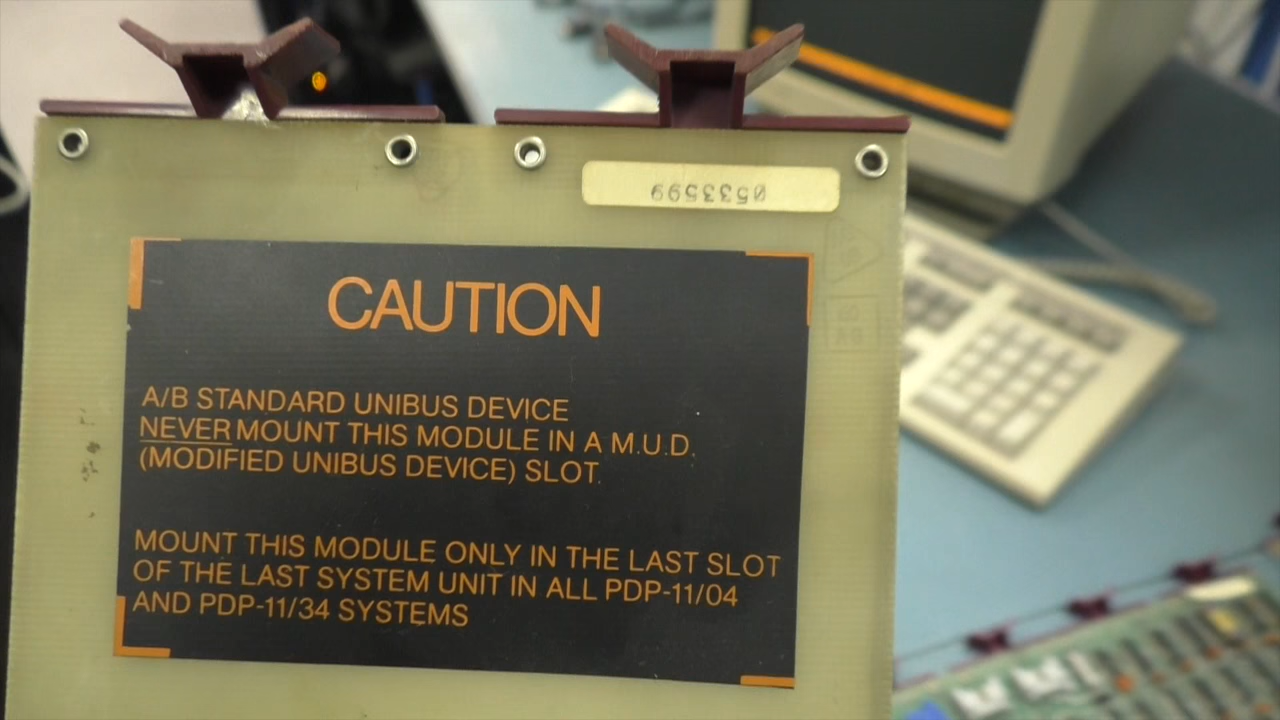 0533599
CAUTION
A/B STANDARD UNIBUS DEVICE
NEVER MOUNT THIS MODULE IN A M.U.D.
(MODIFIED UNIBUS DEVICE) SLOT.
MOUNT THIS MODULE ONLY IN THE LAST SLOT
OF THE LAST SYSTEM UNIT IN ALL PDP-11/04
AND PDP-11/34 SYSTEMS